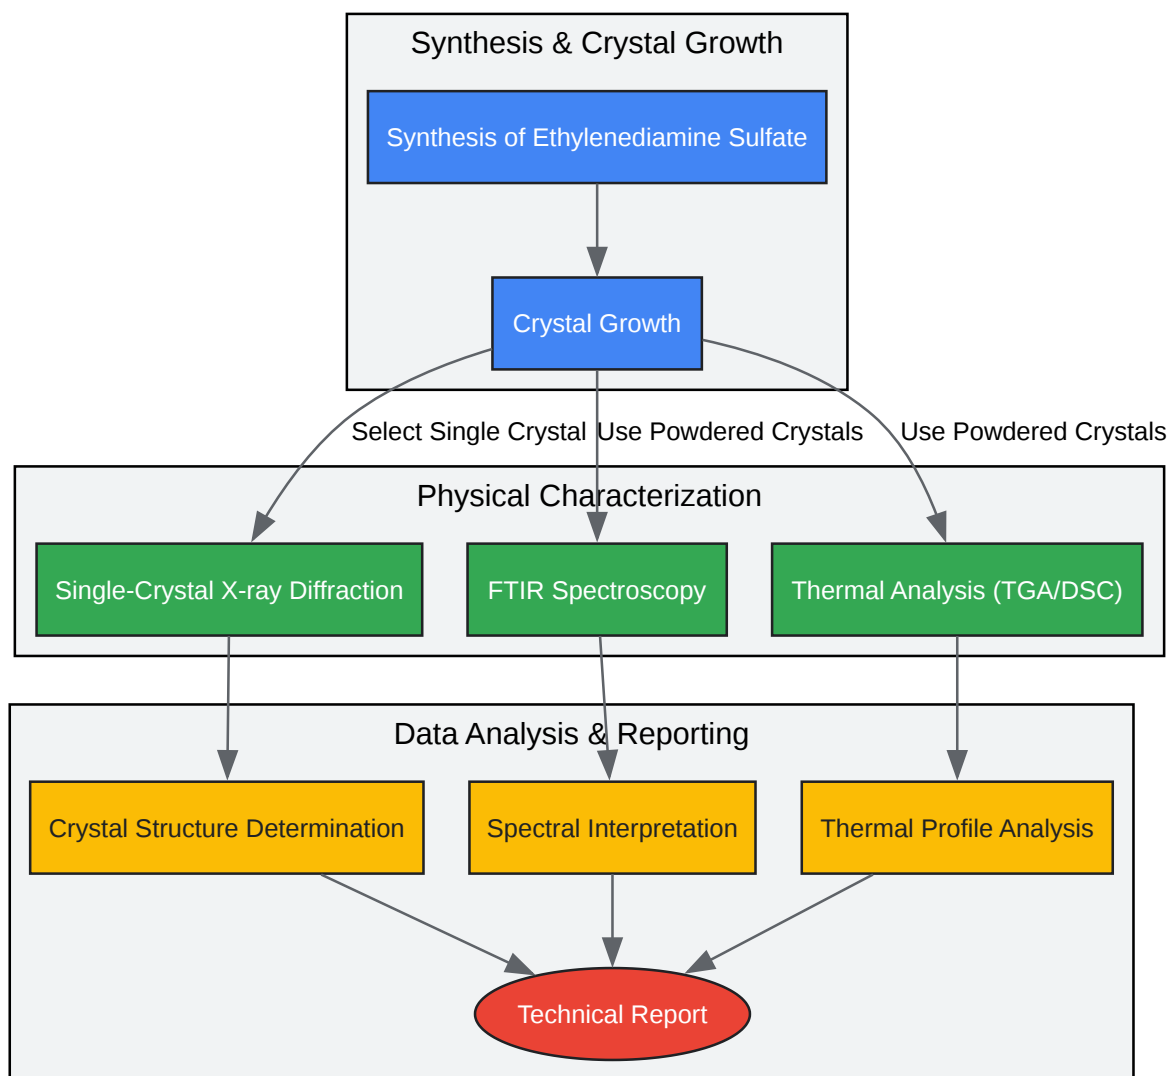 Synthesis & Crystal Growth
Synthesis of Ethylenediamine Sulfate
Crystal Growth
Select Single Crystal
Use Powdered Crystals
Use Powdered Crystals
Physical Characterization
Single-Crystal X-ray Diffraction
FTIR Spectroscopy
Thermal Analysis (TGA/DSC)
Data Analysis & Reporting
Crystal Structure Determination
Spectral Interpretation
Thermal Profile Analysis
Technical Report